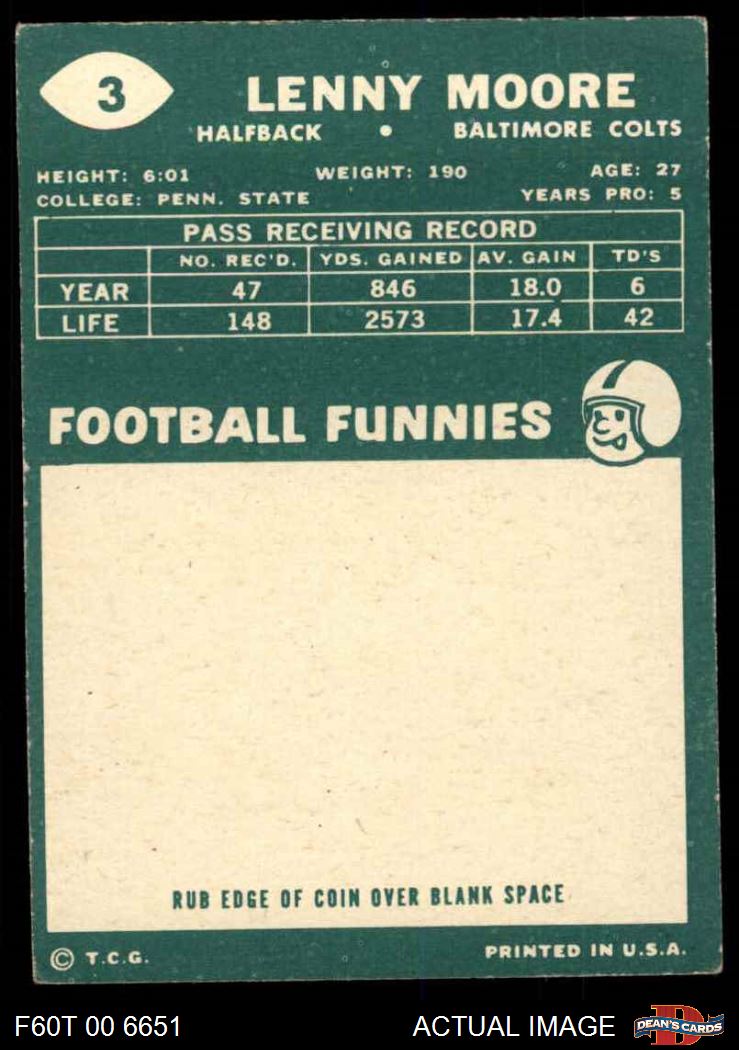 3
LENNY MOORE
HALFBACK • BALTIMORE COLTS
HEIGHT: 6:01 WEIGHT: 190 AGE: 27
COLLEGE: PENN. STATE YEARS PRO: 5
PASS RECEIVING RECORD
NO. REC'D. YDS. GAINED AV. GAIN TD'S
YEAR 47 846 18.0 6
LIFE 148 2573 17.4 42
FOOTBALL FUNNIES
RUB EDGE OF COIN OVER BLANK SPACE
© T.C.G. PRINTED IN U.S.A.
F60T 00 6651 ACTUAL IMAGE D DEAN'S CARDS